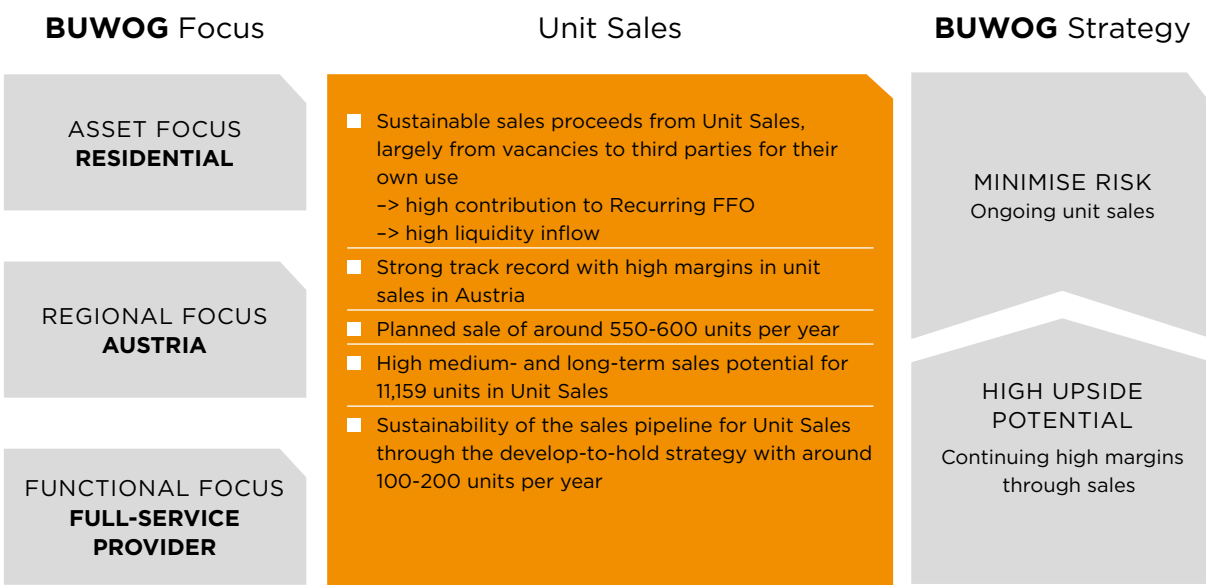 BUWOG Focus
ASSET FOCUS
RESIDENTIAL
REGIONAL FOCUS
AUSTRIA
FUNCTIONAL FOCUS
FULL-SERVICE
PROVIDER
Unit Sales
Sustainable sales proceeds from Unit Sales,
largely from vacancies to third parties for their
own use
–> high contribution to Recurring FFO
–> high liquidity inflow
Strong track record with high margins in unit
sales in Austria
Planned sale of around 550-600 units per year
High medium- and long-term sales potential for
11,159 units in Unit Sales
Sustainability of the sales pipeline for Unit Sales
through the develop-to-hold strategy with around
100-200 units per year
BUWOG Strategy
MINIMISE RISK
Ongoing unit sales
HIGH UPSIDE
POTENTIAL
Continuing high margins
through sales